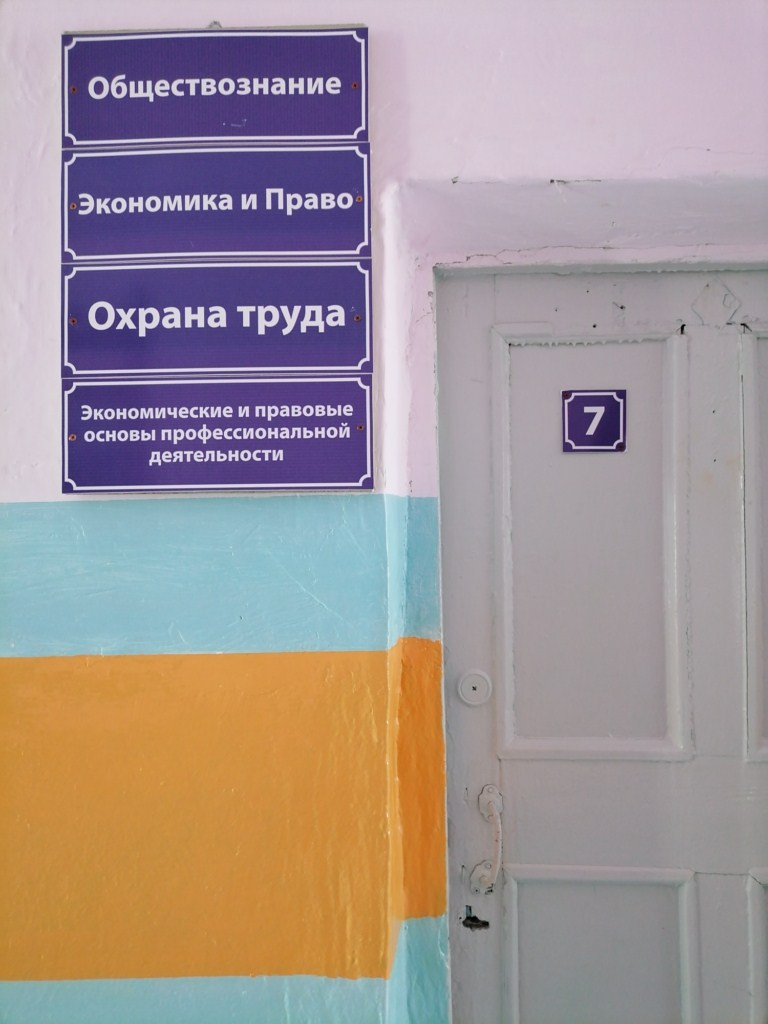 Обществознание
Экономика и Право
Охрана труда
Экономические и правовые
основы профессиональной
деятельности
7